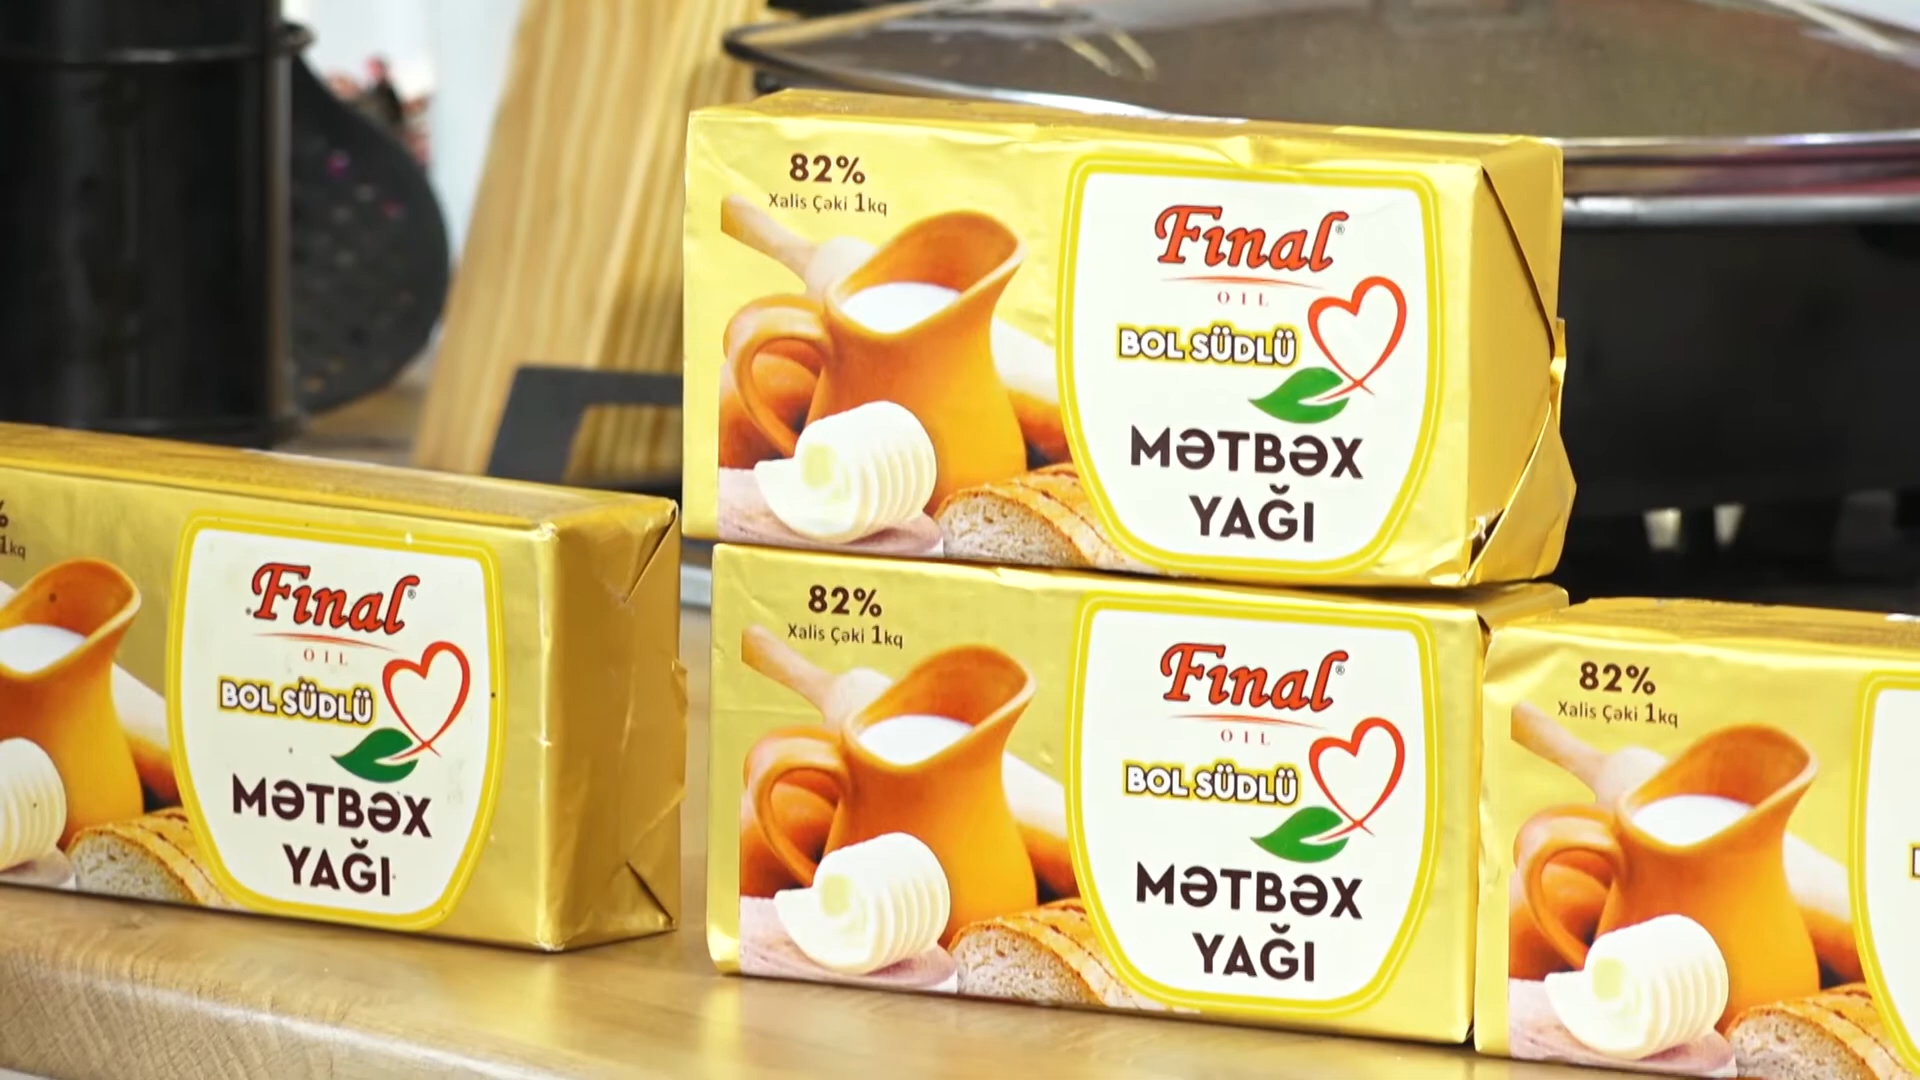 82%
Xalis Çəki 1kq
Final®
OIL
BOL SÜDLÜ
MƏTBƏX
YAĞI
%
1kq
Final®
OIL
BOL SÜDLÜ
MƏTBƏX
YAĞI
82%
Xalis Çəki 1kq
Final®
OIL
BOL SÜDLÜ
MƏTBƏX
YAĞI
82%
Xalis Çəki 1kq